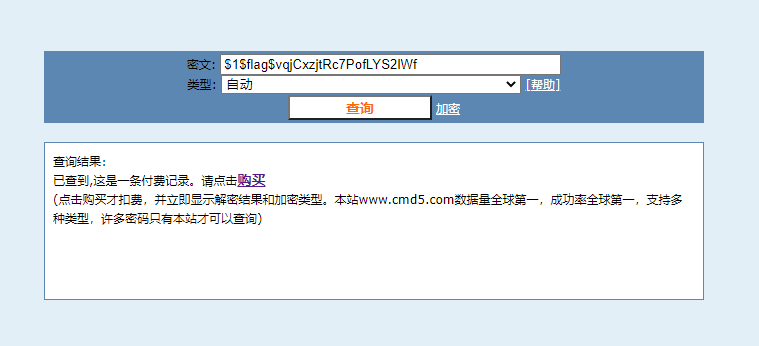 密文: $1$flag$vqjCxzjtRc7PofLYS2lWf
类型: 自动 [帮助]
查询 加密
查询结果:
已查到,这是一条付费记录。请点击购买
(点击购买才扣费，并立即显示解密结果和加密类型。本站www.cmd5.com数据量全球第一，成功率全球第一，支持多
种类型，许多密码只有本站才可以查询)